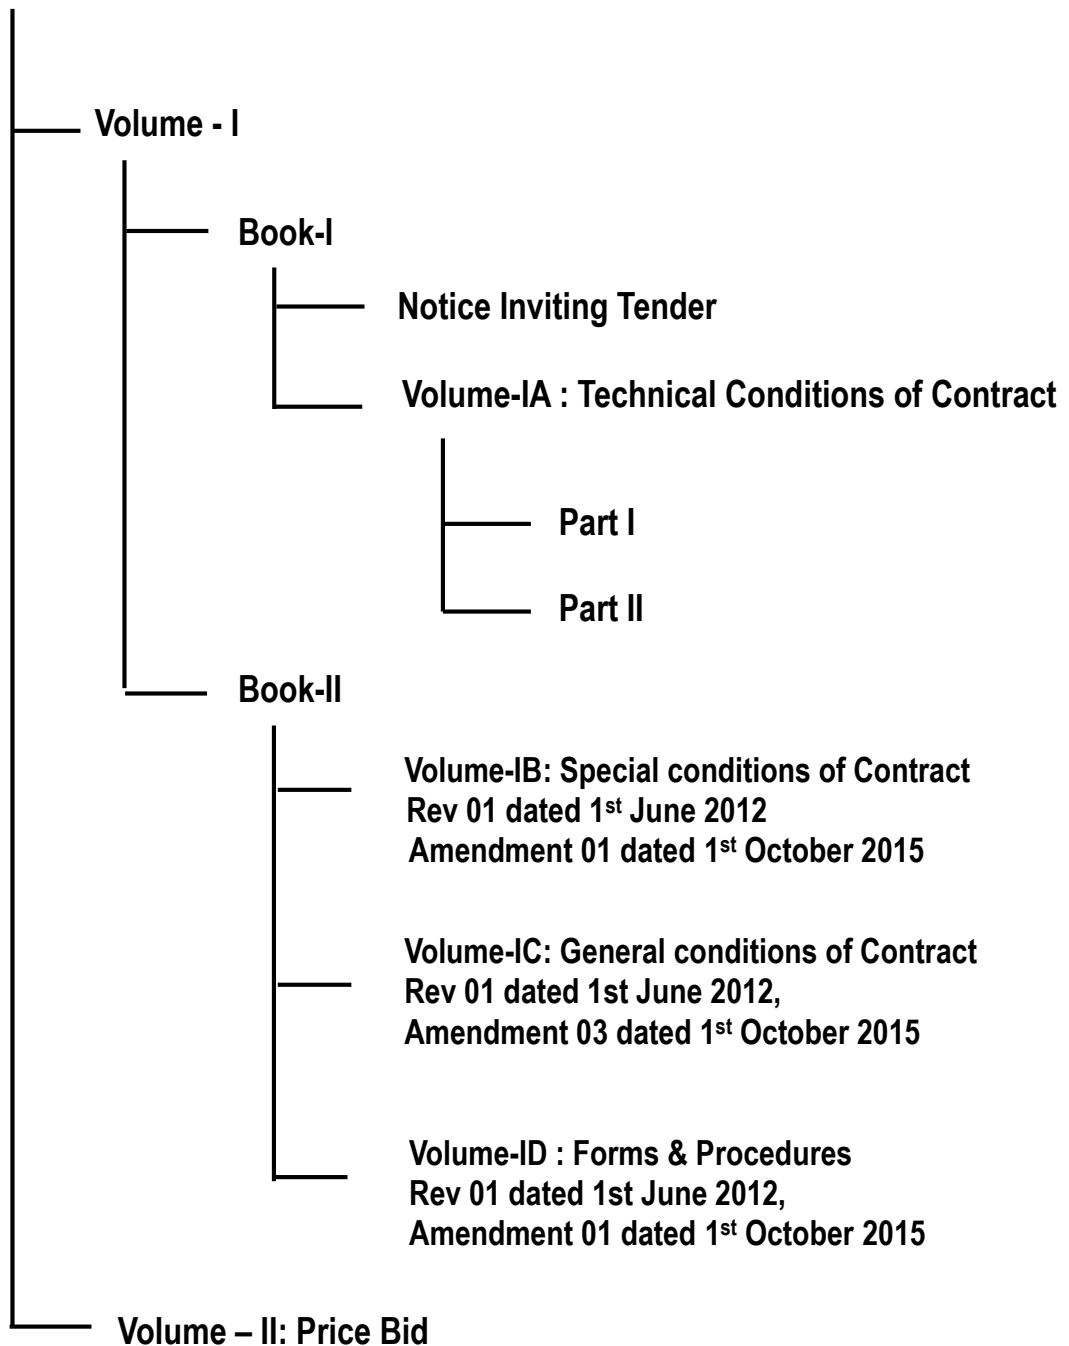 Volume - I
Book-I
Notice Inviting Tender
Volume-IA : Technical Conditions of Contract
Part I
Part II
Book-II
Volume-IB: Special conditions of Contract
Rev 01 dated 1st June 2012
Amendment 01 dated 1st October 2015
Volume-IC: General conditions of Contract
Rev 01 dated 1st June 2012,
Amendment 03 dated 1st October 2015
Volume-ID : Forms & Procedures
Rev 01 dated 1st June 2012,
Amendment 01 dated 1st October 2015
Volume – II: Price Bid